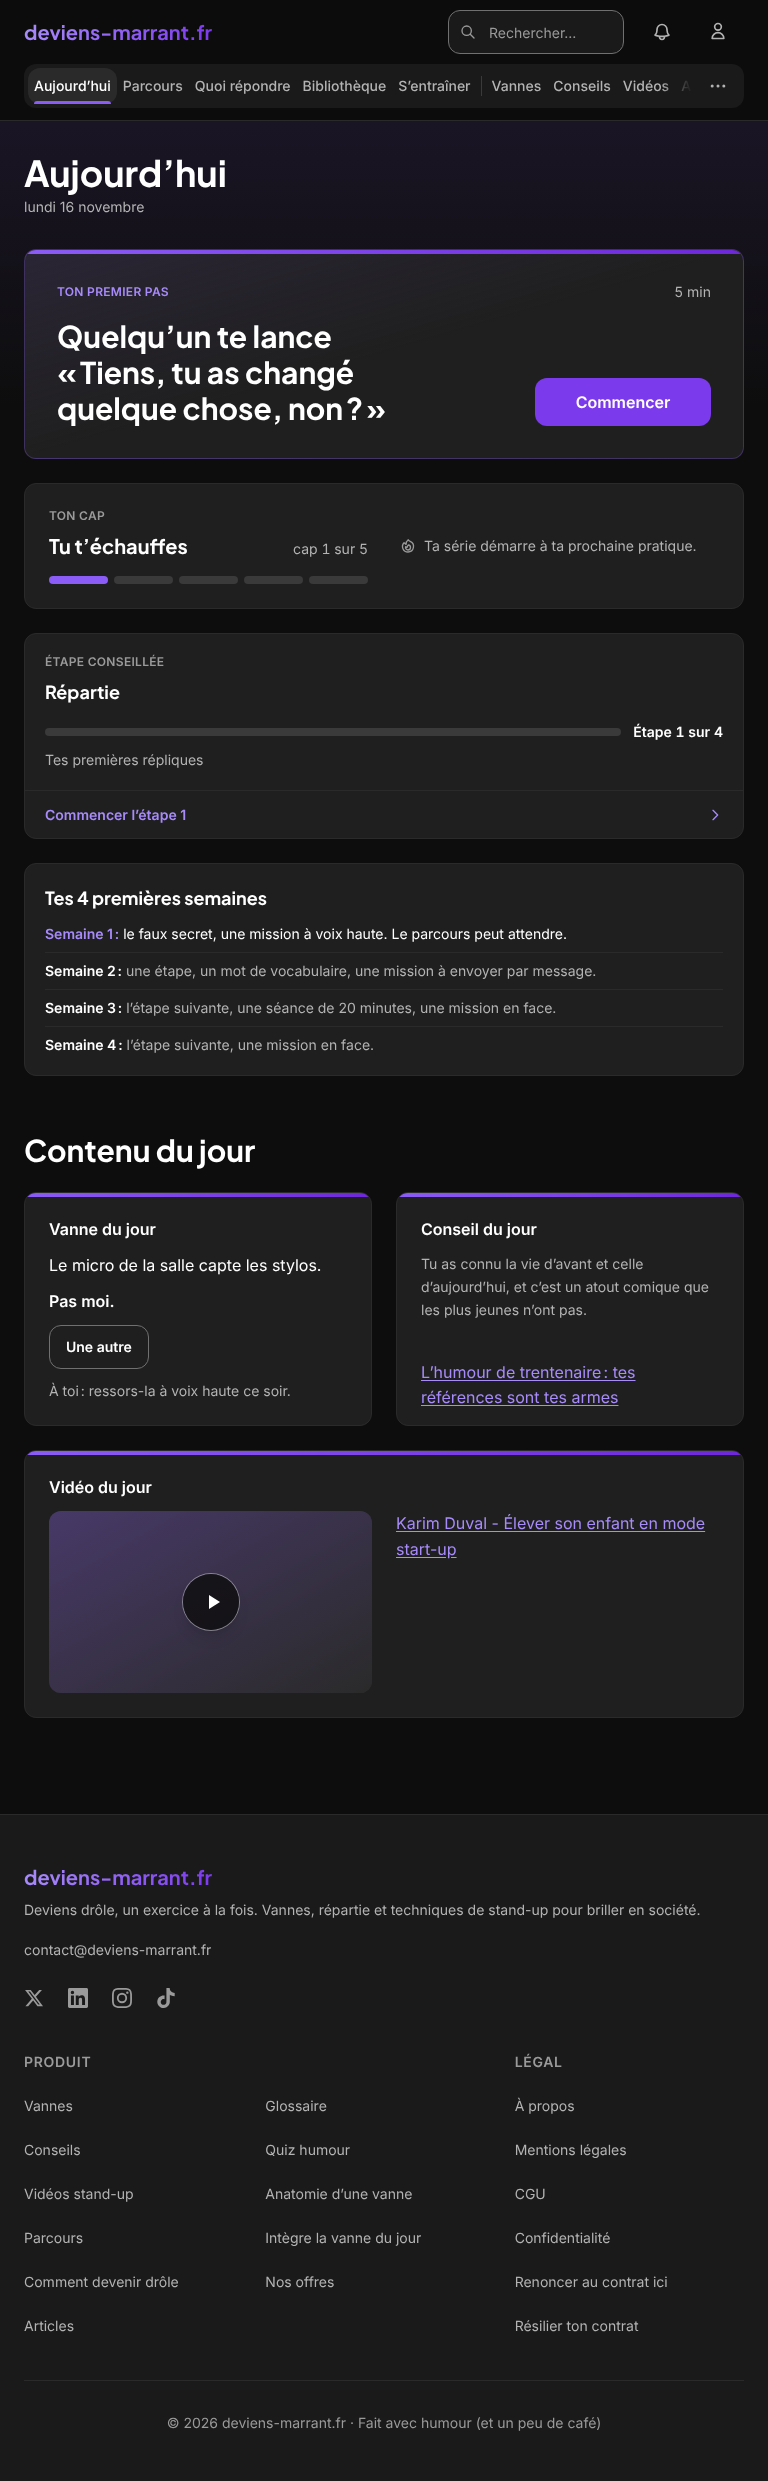 deviens-marrant.fr
Rechercher...
Aujourd’hui Parcours Quoi répondre Bibliothèque S’entraîner Vannes Conseils Vidéos
Aujourd’hui
lundi 16 novembre
TON PREMIER PAS
5 min
Quelqu’un te lance
« Tiens, tu as changé
quelque chose, non ? »
Commencer
TON CAP
Tu t’échauffes
cap 1 sur 5
Ta série démarre à ta prochaine pratique.
ÉTAPE CONSEILLÉE
Répartie
Étape 1 sur 4
Tes premières répliques
Commencer l’étape 1
Tes 4 premières semaines
Semaine 1 : le faux secret, une mission à voix haute. Le parcours peut attendre.
Semaine 2 : une étape, un mot de vocabulaire, une mission à envoyer par message.
Semaine 3 : l’étape suivante, une séance de 20 minutes, une mission en face.
Semaine 4 : l’étape suivante, une mission en face.
Contenu du jour
Vanne du jour
Le micro de la salle capte les stylos.
Pas moi.
Une autre
À toi : ressors-la à voix haute ce soir.
Conseil du jour
Tu as connu la vie d’avant et celle
d’aujourd’hui, et c’est un atout comique que
les plus jeunes n’ont pas.
L’humour de trentenaire : tes
références sont tes armes
Vidéo du jour
Karim Duval - Élever son enfant en mode
start-up
deviens-marrant.fr
Deviens drôle, un exercice à la fois. Vannes, répartie et techniques de stand-up pour briller en société.
contact@deviens-marrant.fr
PRODUIT
Vannes
Conseils
Vidéos stand-up
Parcours
Comment devenir drôle
Articles
Glossaire
Quiz humour
Anatomie d’une vanne
Intègre la vanne du jour
Nos offres
LÉGAL
À propos
Mentions légales
CGU
Confidentialité
Renoncer au contrat ici
Résilier ton contrat
© 2026 deviens-marrant.fr · Fait avec humour (et un peu de café)